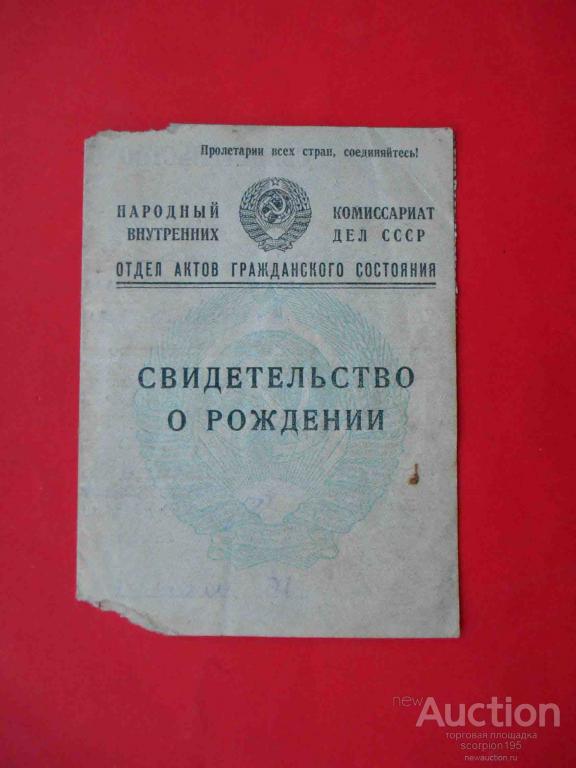 Пролетарии всех стран, соединяйтесь!
НАРОДНЫЙ КОМИССАРИАТ
ВНУТРЕННИХ ДЕЛ СССР
ОТДЕЛ АКТОВ ГРАЖДАНСКОГО СОСТОЯНИЯ
СВИДЕТЕЛЬСТВО
О РОЖДЕНИИ
new
Auction
торговая площадка
scorpion195
newauction.ru